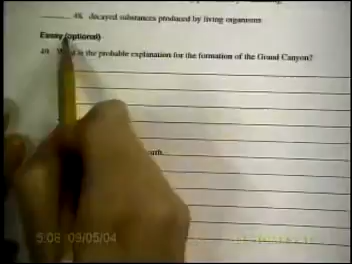 _____ 48. decayed substances produced by living organisms
Essay (optional)
49. What is the probable explanation for the formation of the Grand Canyon?
5:08 09/05/04